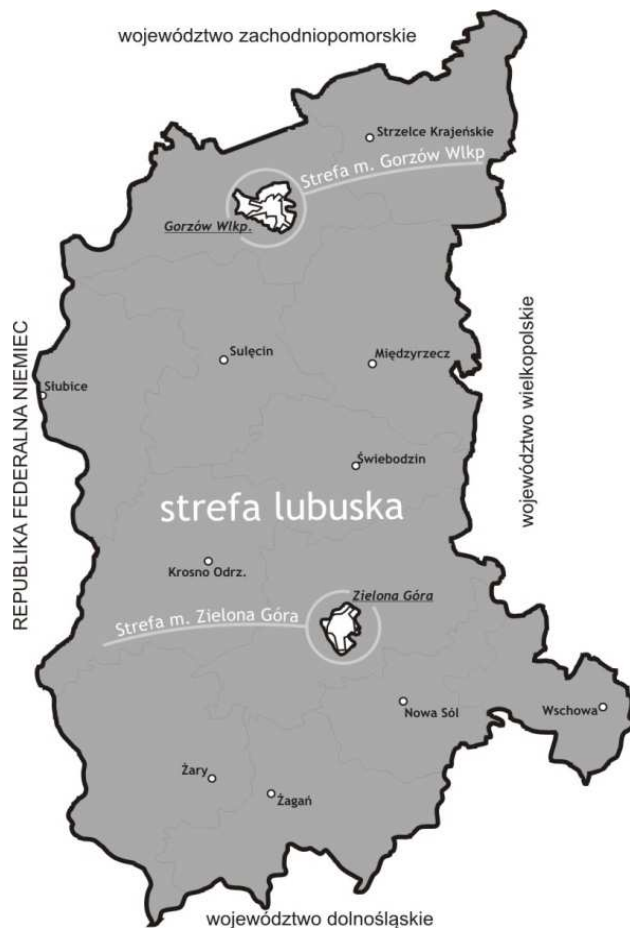 województwo zachodniopomorskie
Strzelce Krajeńskie
Strefa m. Gorzów Wlkp
Gorzów Wlkp.
REPUBLIKA FEDERALNA NIEMIEC
województwo wielkopolskie
Sulęcin
Międzyrzecz
Słubice
Świebodzin
strefa lubuska
Krosno Odrz.
Zielona Góra
Strefa m. Zielona Góra
Nowa Sól
Wschowa
Żary
Żagań
województwo dolnośląskie